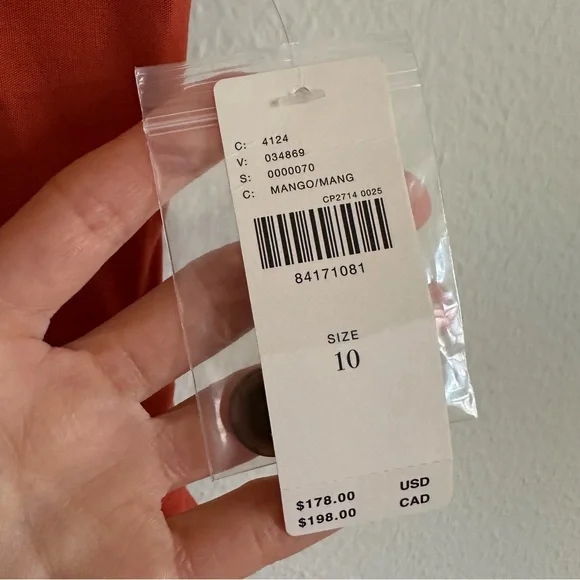 C: 4124
V: 034869
S: 0000070
C: MANGO/MANG
CP2714 0025
84171081
SIZE
10
$178.00 USD
$198.00 CAD